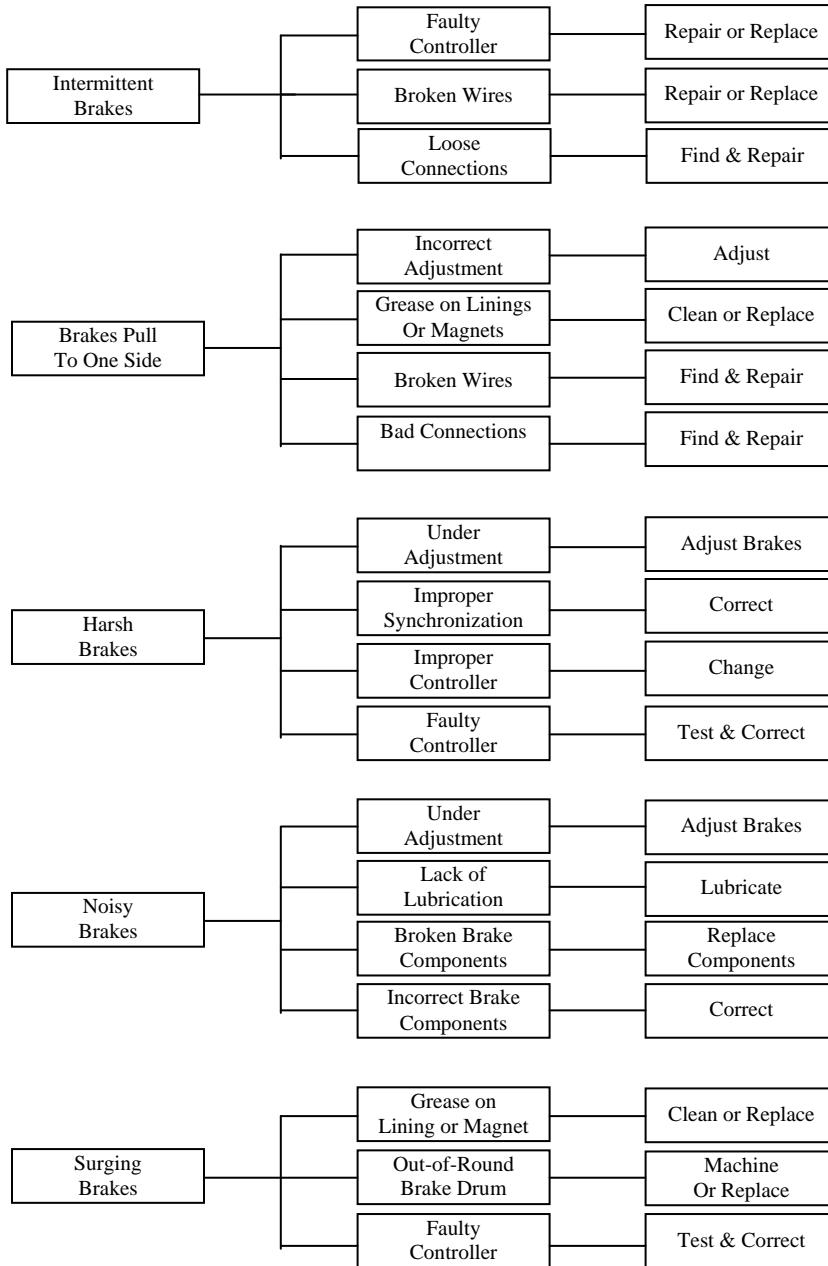 Intermittent
Brakes
Faulty
Controller
Repair or Replace
Broken Wires
Repair or Replace
Loose
Connections
Find & Repair
Brakes Pull
To One Side
Incorrect
Adjustment
Adjust
Grease on Linings
Or Magnets
Clean or Replace
Broken Wires
Find & Repair
Bad Connections
Find & Repair
Harsh
Brakes
Under
Adjustment
Adjust Brakes
Improper
Synchronization
Correct
Improper
Controller
Change
Faulty
Controller
Test & Correct
Noisy
Brakes
Under
Adjustment
Adjust Brakes
Lack of
Lubrication
Lubricate
Broken Brake
Components
Replace
Components
Incorrect Brake
Components
Correct
Surging
Brakes
Grease on
Lining or Magnet
Clean or Replace
Out-of-Round
Brake Drum
Machine
Or Replace
Faulty
Controller
Test & Correct